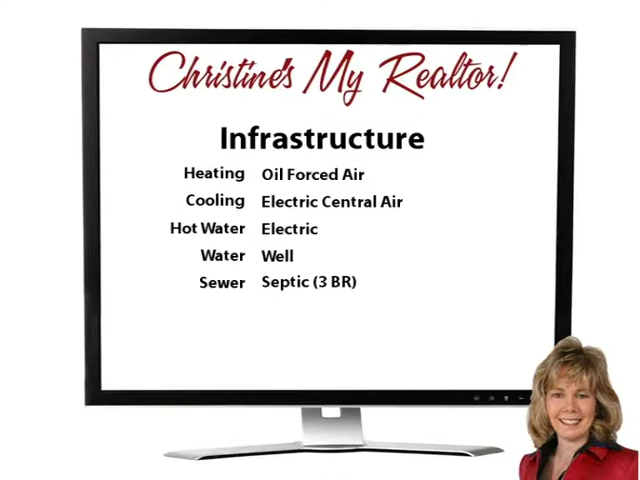 Christine's My Realtor!
Infrastructure
Heating Oil Forced Air
Cooling Electric Central Air
Hot Water Electric
Water Well
Sewer Septic (3 BR)